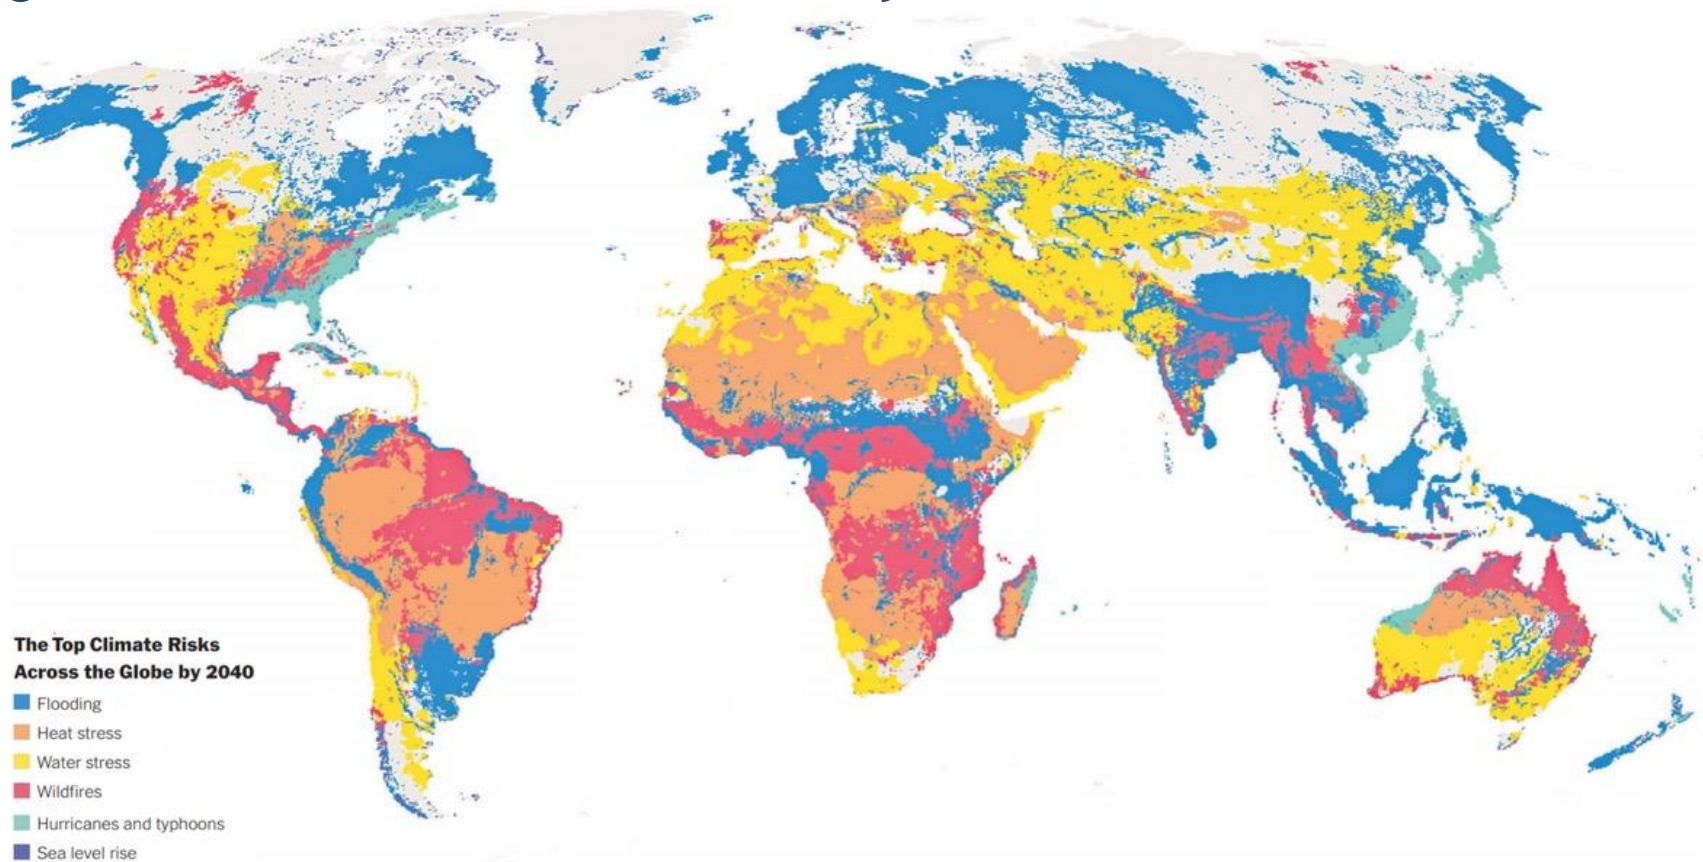 The Top Climate Risks
Across the Globe by 2040
Flooding
Heat stress
Water stress
Wildfires
Hurricanes and typhoons
Sea level rise